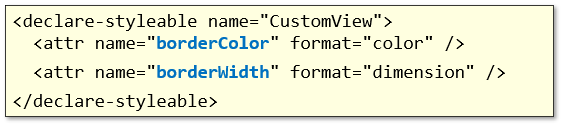 <declare-styleable name="CustomView">
<attr name="borderColor" format="color" />
<attr name="borderWidth" format="dimension" />
</declare-styleable>